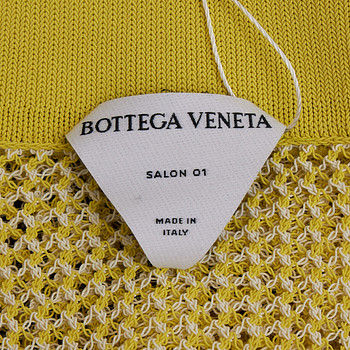 BOTTEGA VENETA
SALON 01
MADE IN
ITALY